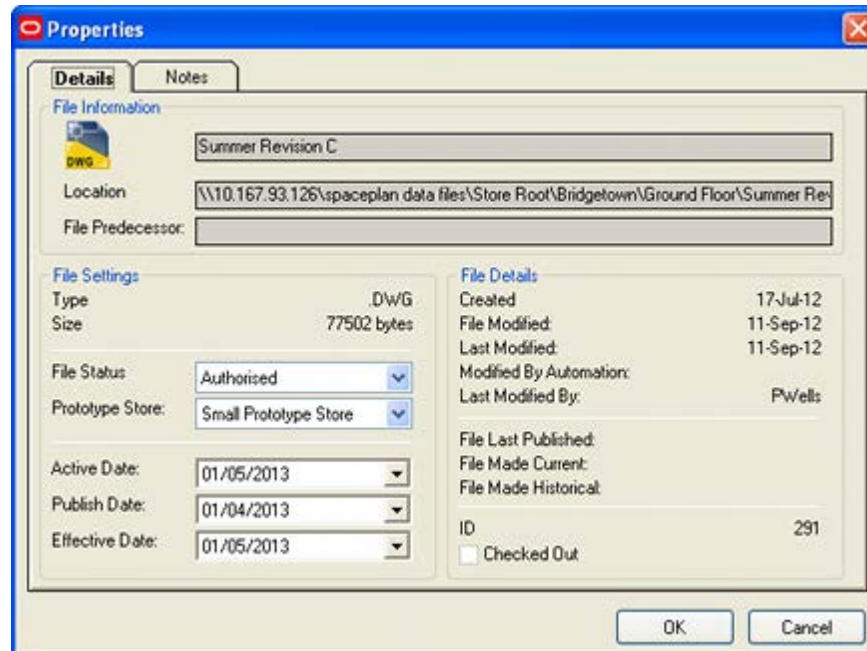 Properties
Details Notes
File Information
DWG
Summer Revision C
Location \\10.167.93.126\spaceplan data files\Store Root\Bridgetown\Ground Floor\Summer Rev
File Predecessor:
File Settings
Type .DWG
Size 77502 bytes
File Status Authorised
Prototype Store: Small Prototype Store
Active Date: 01/05/2013
Publish Date: 01/04/2013
Effective Date: 01/05/2013
File Details
Created 17-Jul-12
File Modified: 11-Sep-12
Last Modified: 11-Sep-12
Modified By Automation:
Last Modified By: PWells
File Last Published:
File Made Current:
File Made Historical:
ID 291
Checked Out
OK Cancel